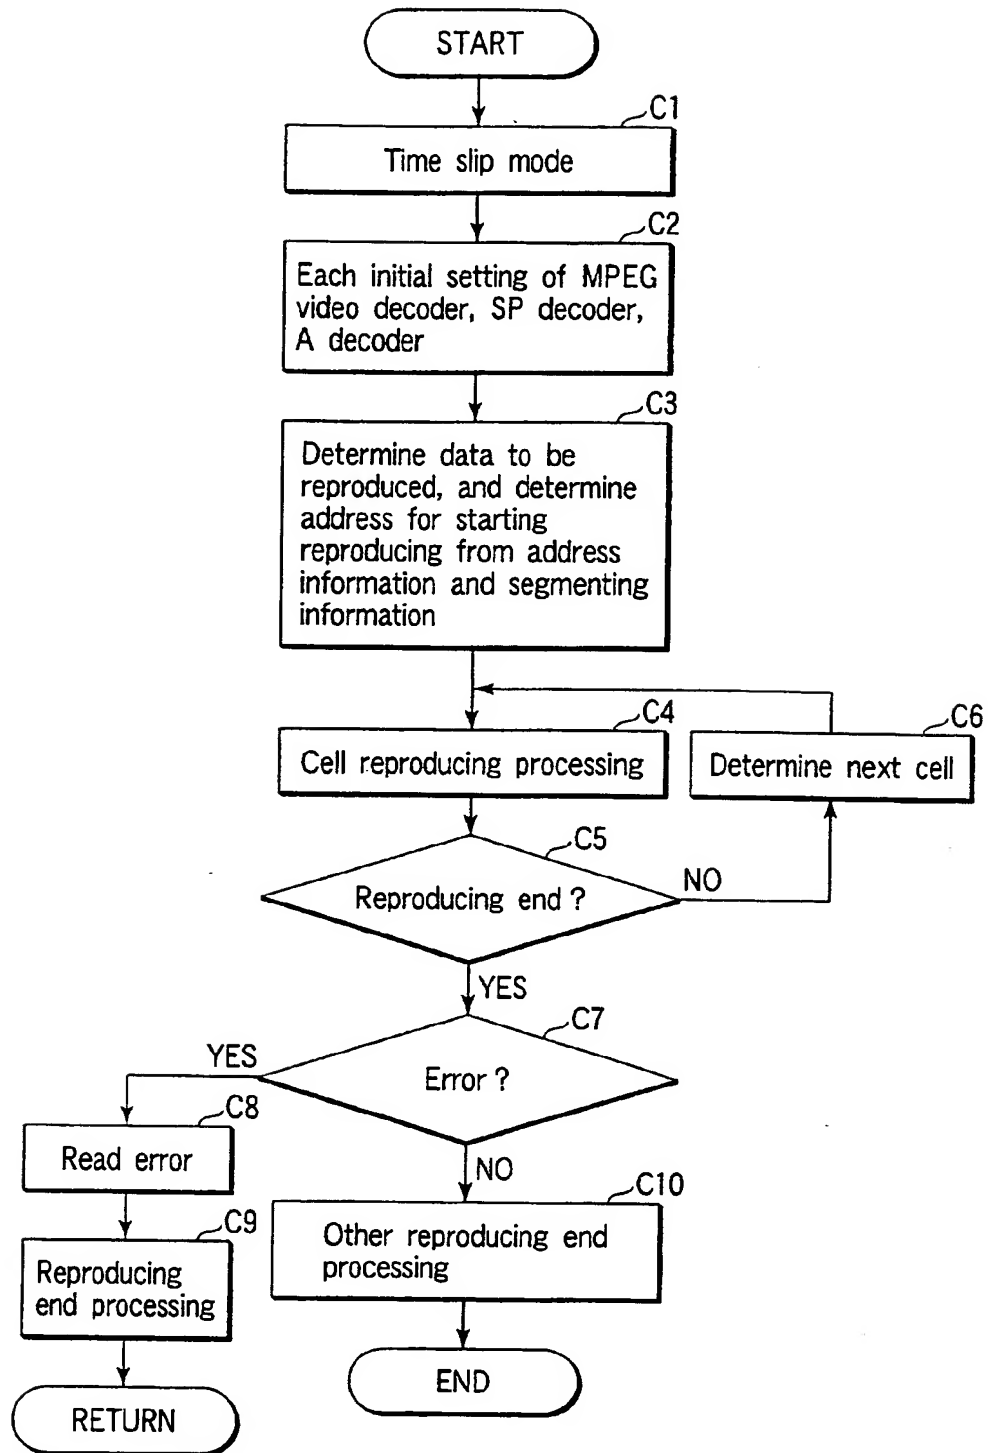 START
C1
Time slip mode
C2
Each initial setting of MPEG
video decoder, SP decoder,
A decoder
C3
Determine data to be
reproduced, and determine
address for starting
reproducing from address
information and segmenting
information
C4
Cell reproducing processing
C6
Determine next cell
C5
Reproducing end ?
NO
YES
C7
Error ?
YES
C8
Read error
C9
Reproducing
end processing
RETURN
NO
C10
Other reproducing end
processing
END